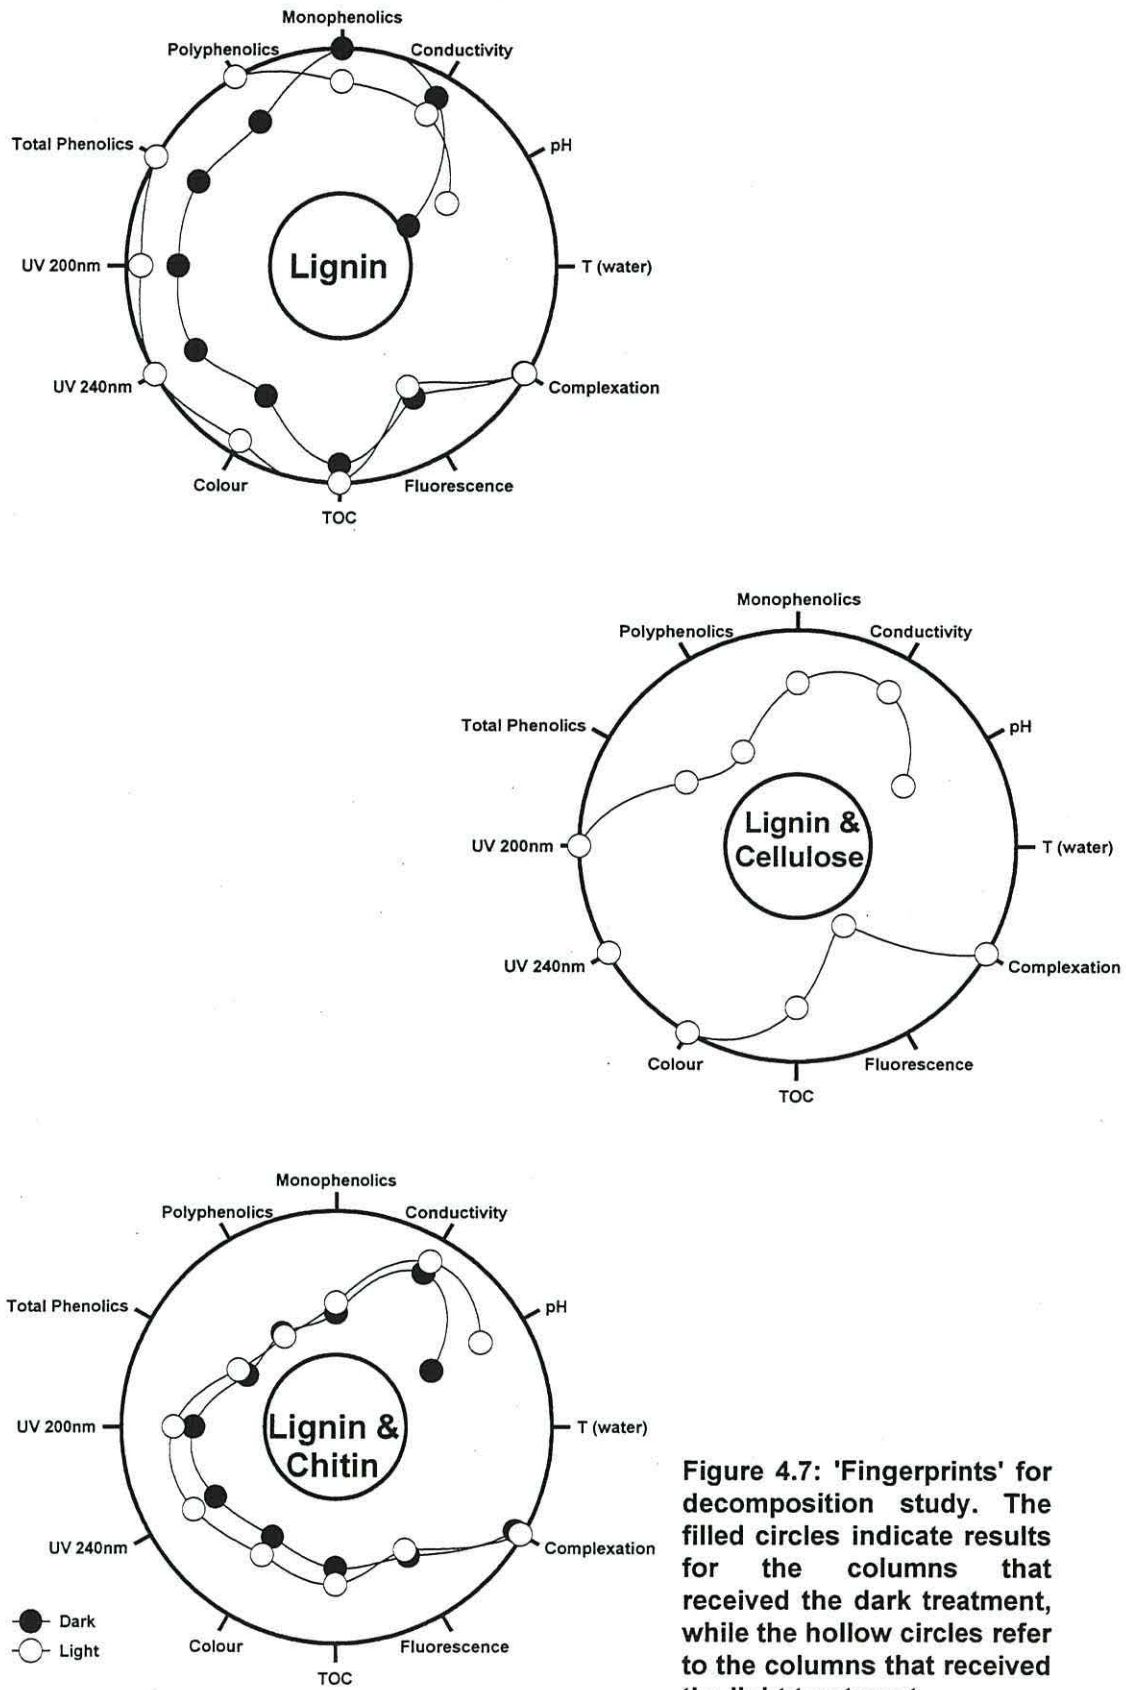 Monophenolics
Polyphenolics
Conductivity
Total Phenolics
pH
UV 200nm
Lignin
T (water)
UV 240nm
Complexation
Colour
Fluorescence
TOC
Monophenolics
Polyphenolics
Conductivity
Total Phenolics
pH
Lignin &
Cellulose
UV 200nm
T (water)
UV 240nm
Complexation
Colour
Fluorescence
TOC
Monophenolics
Polyphenolics
Conductivity
Total Phenolics
pH
UV 200nm
Lignin &
Chitin
T (water)
UV 240nm
Complexation
Colour
Fluorescence
TOC
Dark
Light
Figure 4.7: 'Fingerprints' for
decomposition study. The
filled circles indicate results
for the columns that
received the dark treatment,
while the hollow circles refer
to the columns that received